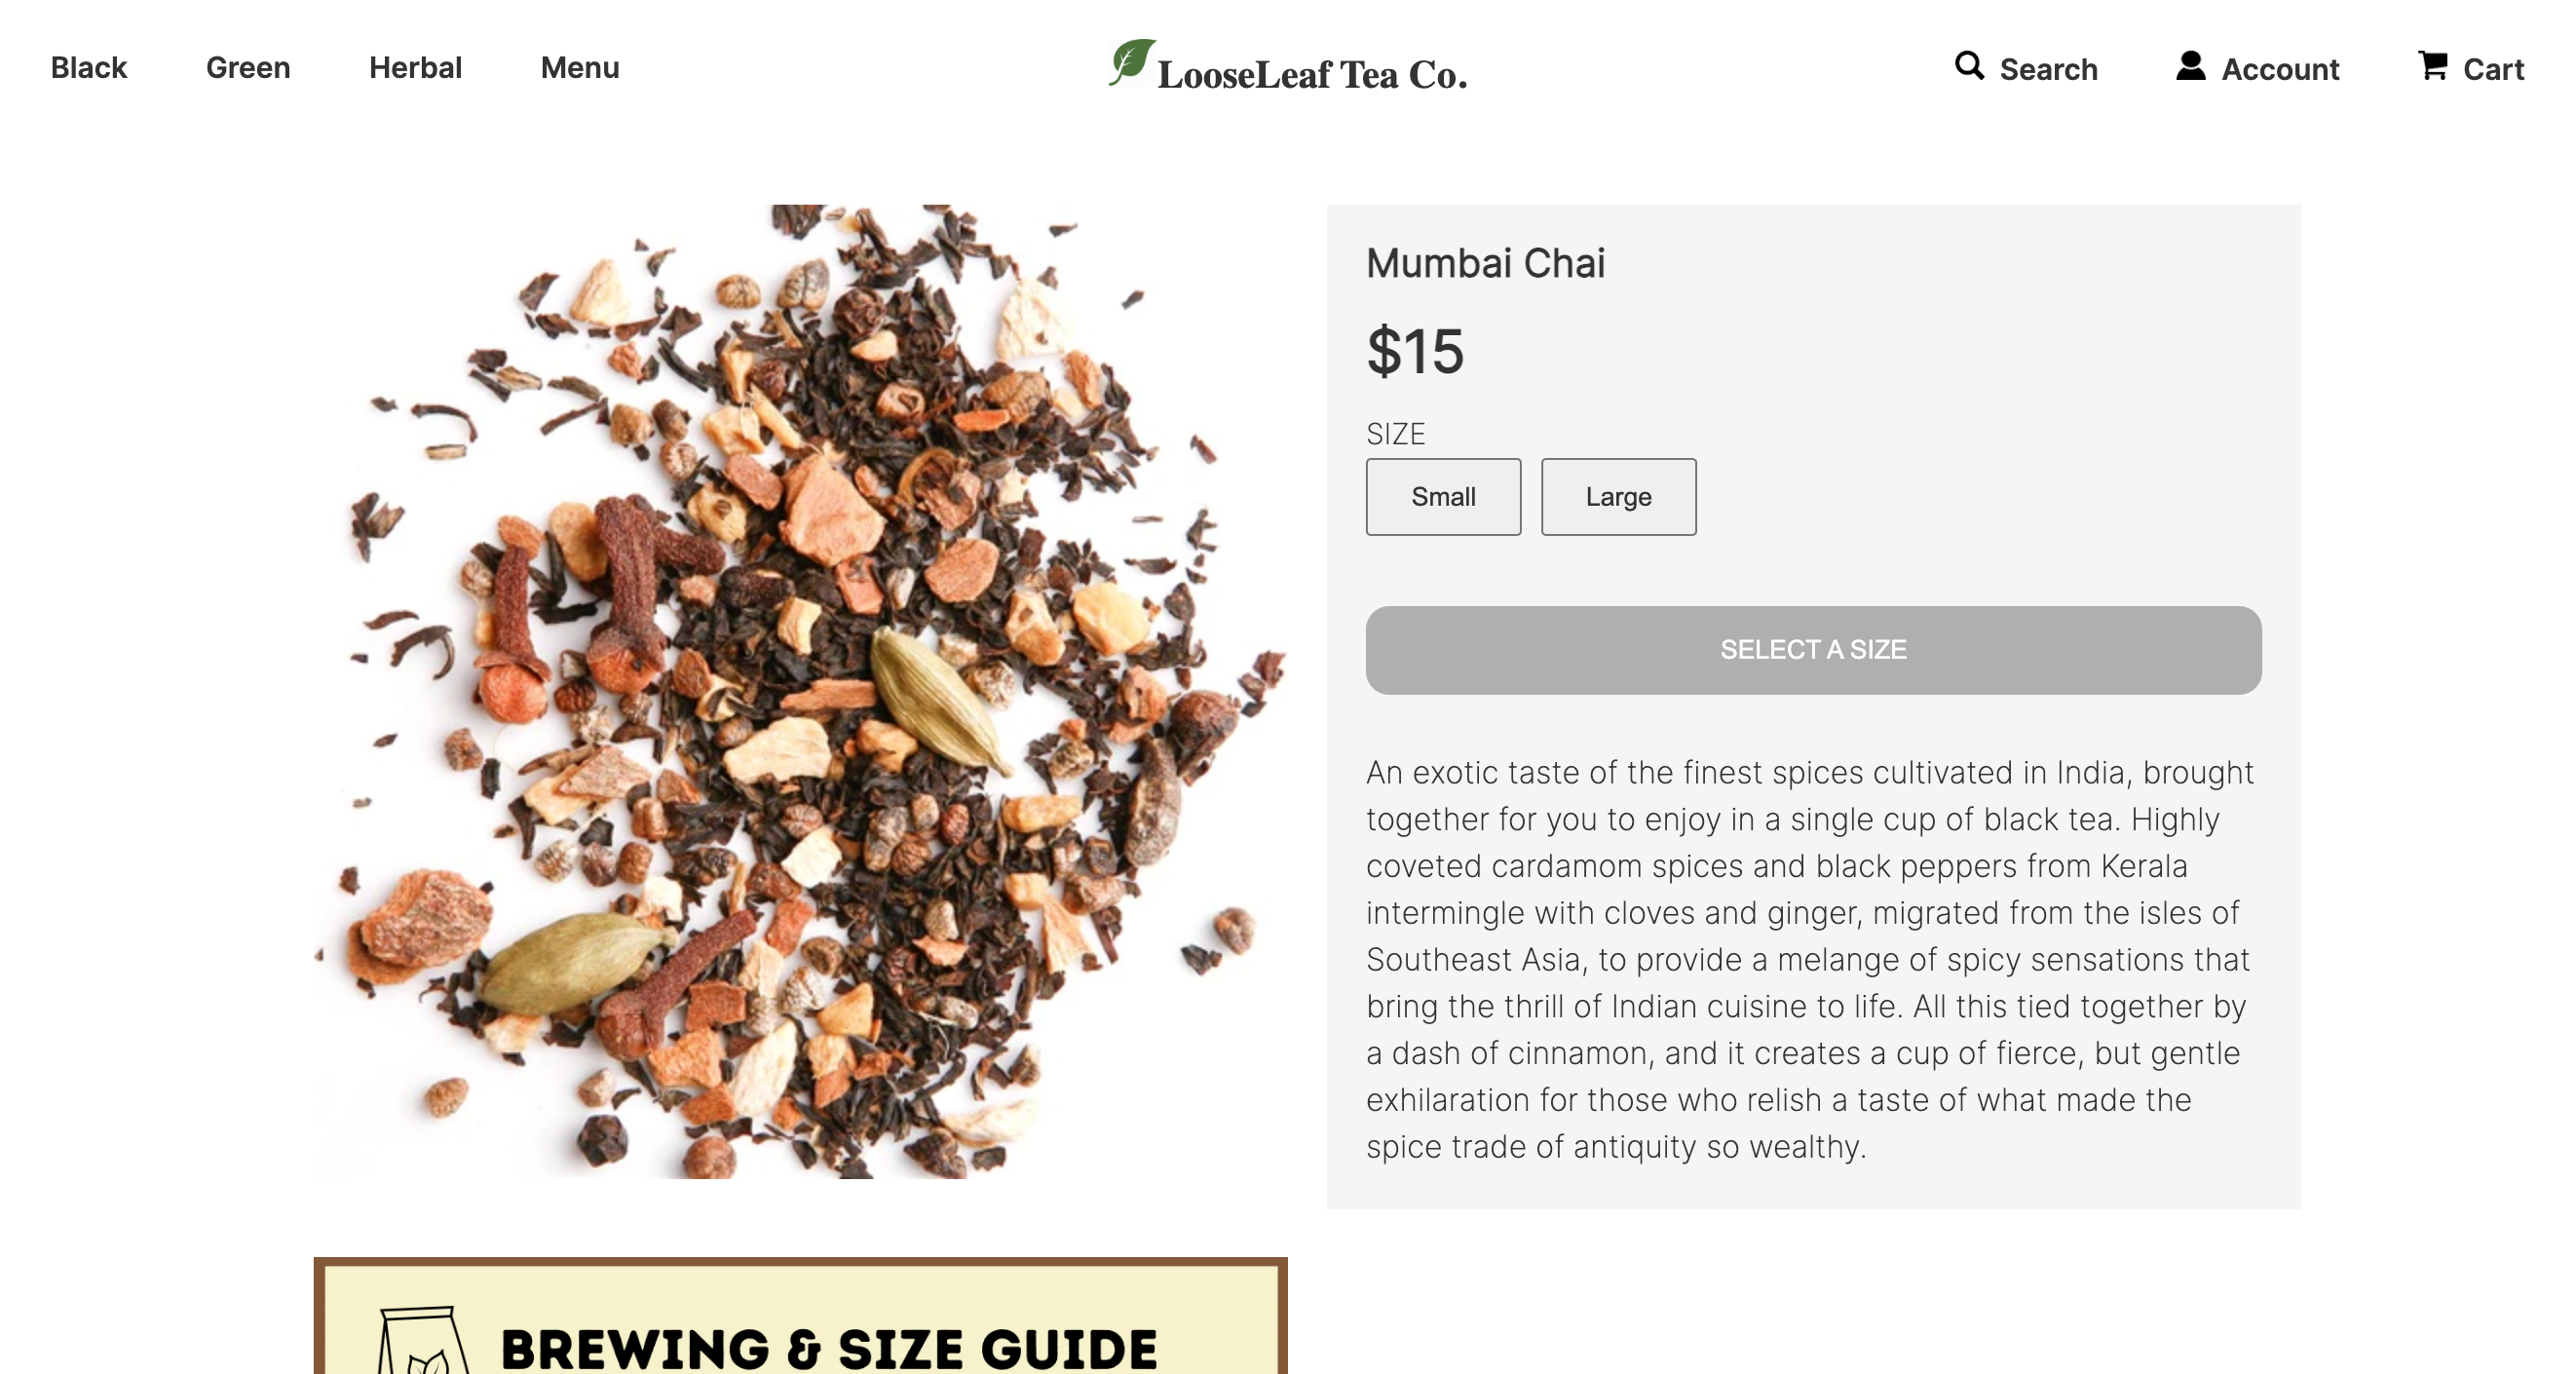 Black
Green
Herbal
Menu
LooseLeaf Tea Co.
Search
Account
Cart
Mumbai Chai
$15
SIZE
Small
Large
SELECT A SIZE
An exotic taste of the finest spices cultivated in India, brought
together for you to enjoy in a single cup of black tea. Highly
coveted cardamom spices and black peppers from Kerala
intermingle with cloves and ginger, migrated from the isles of
Southeast Asia, to provide a melange of spicy sensations that
bring the thrill of Indian cuisine to life. All this tied together by
a dash of cinnamon, and it creates a cup of fierce, but gentle
exhilaration for those who relish a taste of what made the
spice trade of antiquity so wealthy.
BREWING & SIZE GUIDE